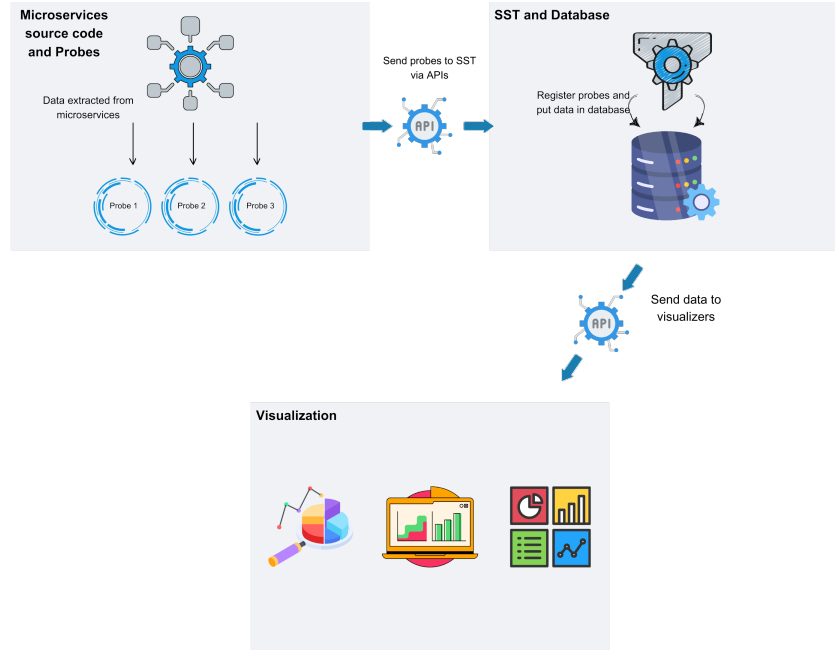 Microservices
source code
and Probes
Data extracted from
microservices
Probe 1
Probe 2
Probe 3
Send probes to SST
via APIs
API
SST and Database
Register probes and
put data in database
API
Send data to
visualizers
Visualization